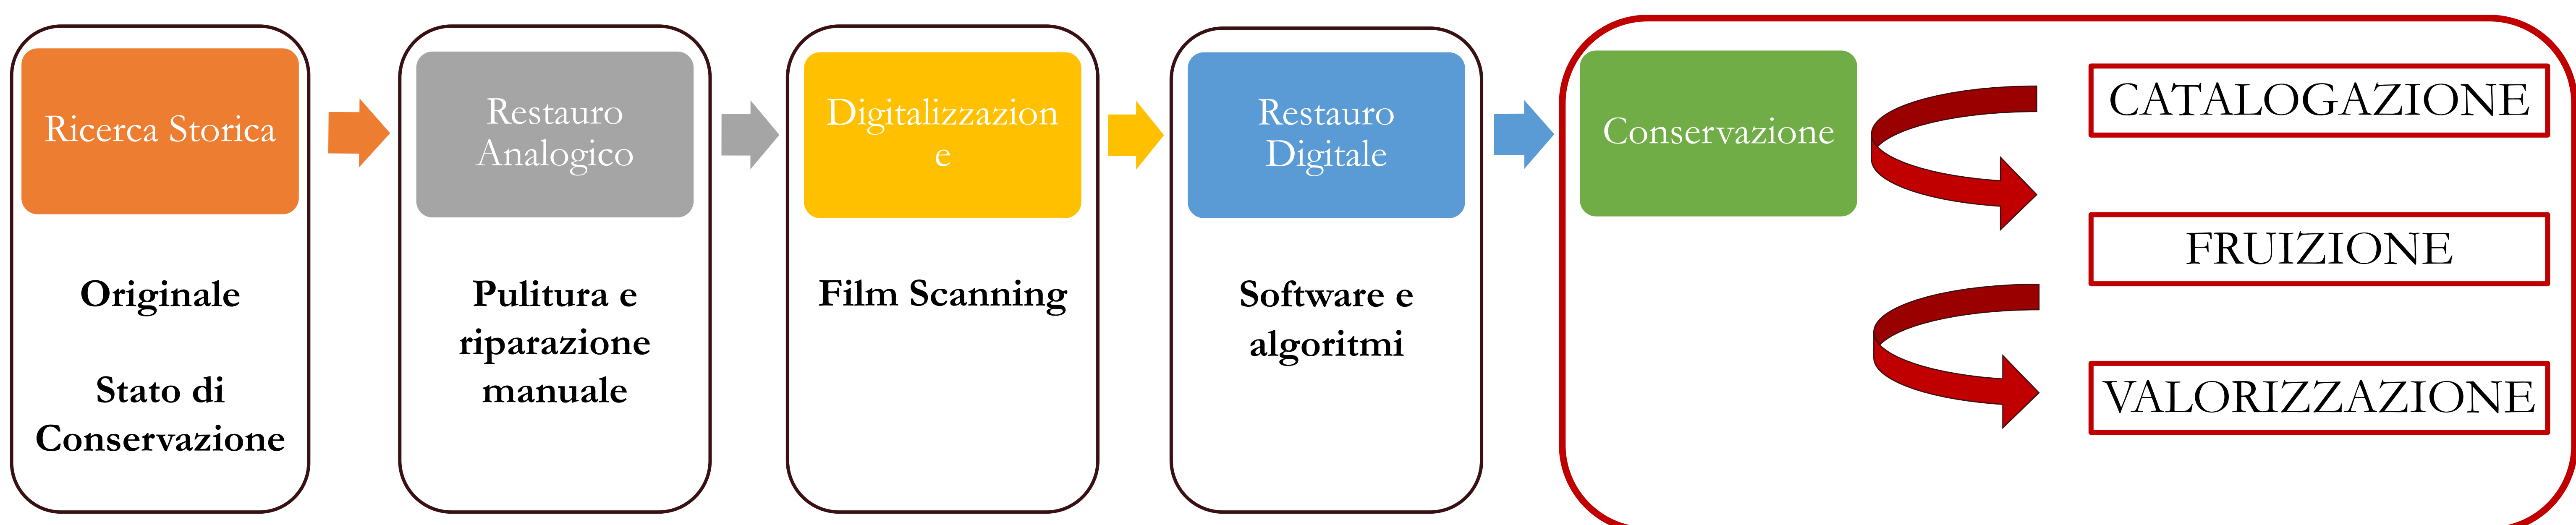 Ricerca Storica
Originale
Stato di
Conservazione
Restauro
Analogico
Pulitura e
riparazione
manuale
Digitalizzazion
e
Film Scanning
Restauro
Digitale
Software e
algoritmi
Conservazione
CATALOGAZIONE
FRUIZIONE
VALORIZZAZIONE